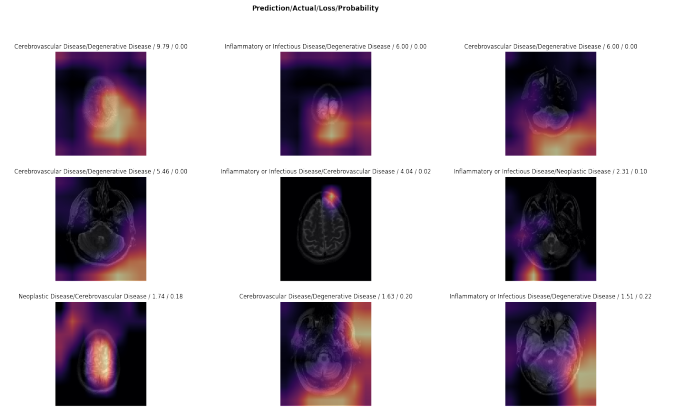 Prediction/Actual/Loss/Probability
Cerebrovascular Disease/Degenerative Disease / 9.79 / 0.00
Inflammatory or Infectious Disease/Degenerative Disease / 6.00 / 0.00
Cerebrovascular Disease/Degenerative Disease / 6.00 / 0.00
Cerebrovascular Disease/Degenerative Disease / 5.46 / 0.00
Inflammatory or Infectious Disease/Cerebrovascular Disease / 4.04 / 0.02
Inflammatory or Infectious Disease/Neoplastic Disease / 2.31 / 0.10
Neoplastic Disease/Cerebrovascular Disease / 1.74 / 0.18
Cerebrovascular Disease/Degenerative Disease / 1.63 / 0.20
Inflammatory or Infectious Disease/Degenerative Disease / 1.51 / 0.22